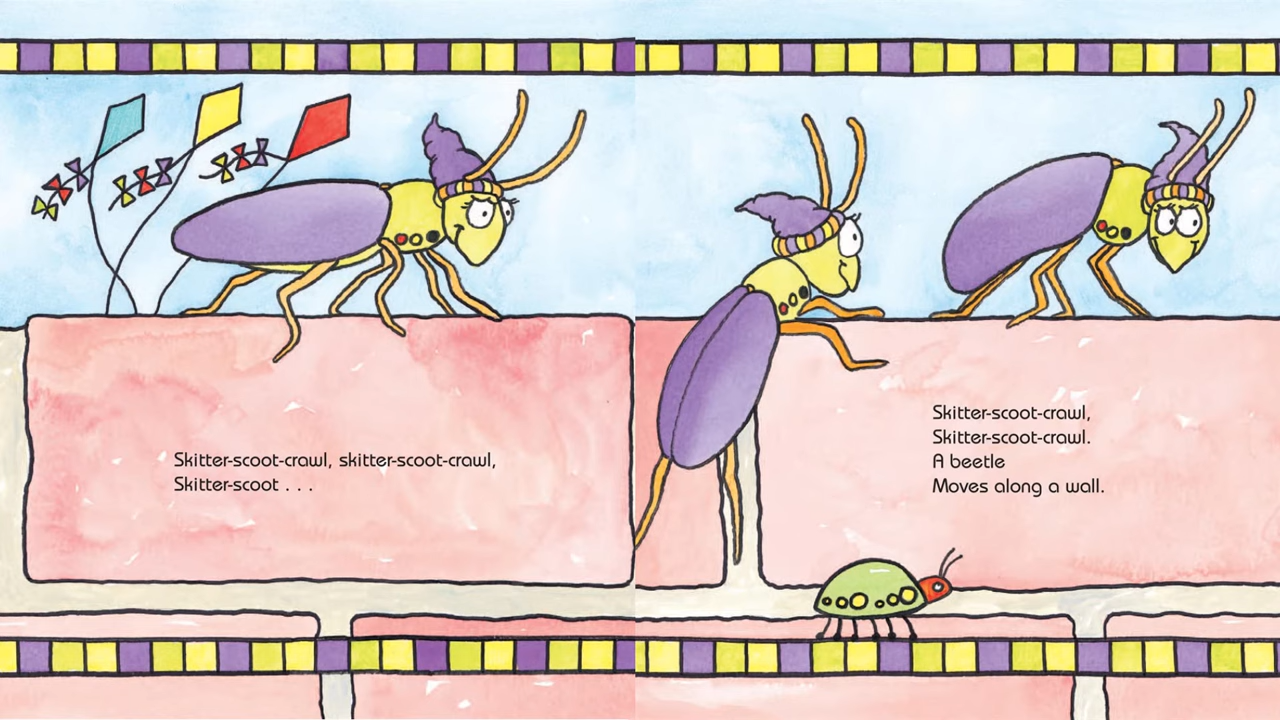 Skitter-scoot-crawl, skitter-scoot-crawl,
Skitter-scoot . . .
Skitter-scoot-crawl,
Skitter-scoot-crawl.
A beetle
Moves along a wall.